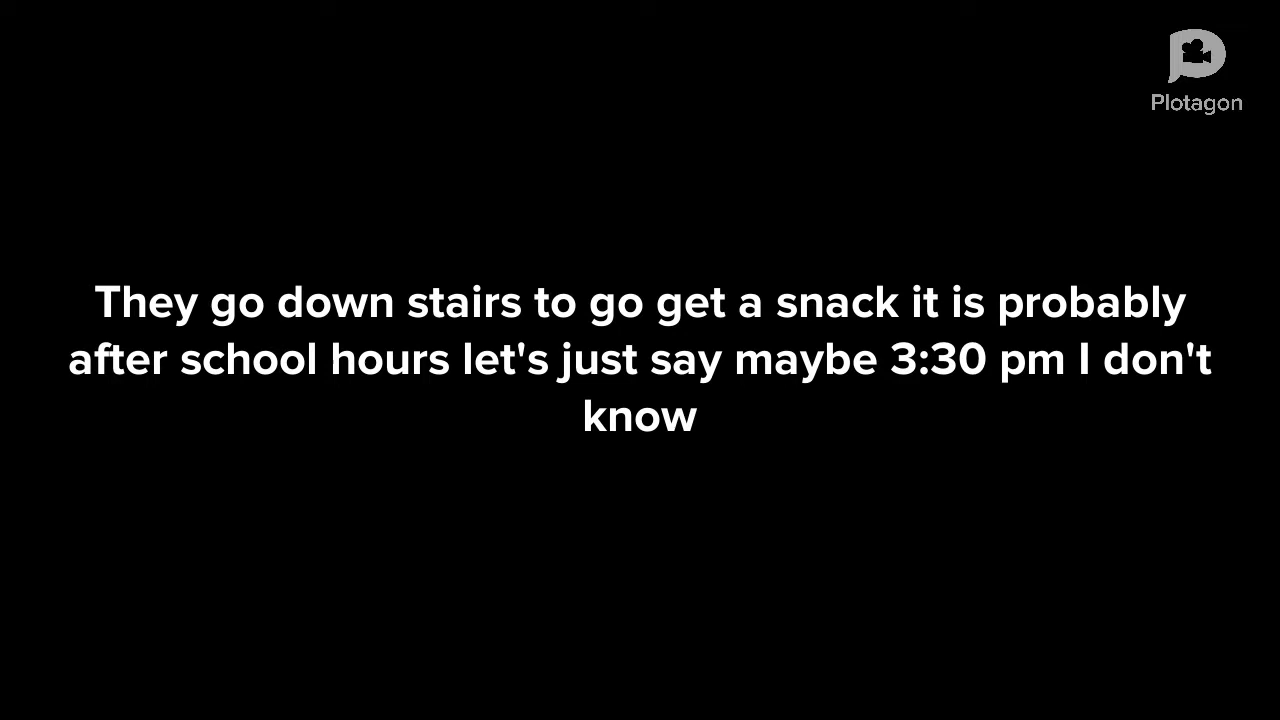 Plotagon
They go down stairs to go get a snack it is probably
after school hours let's just say maybe 3:30 pm I don't
know